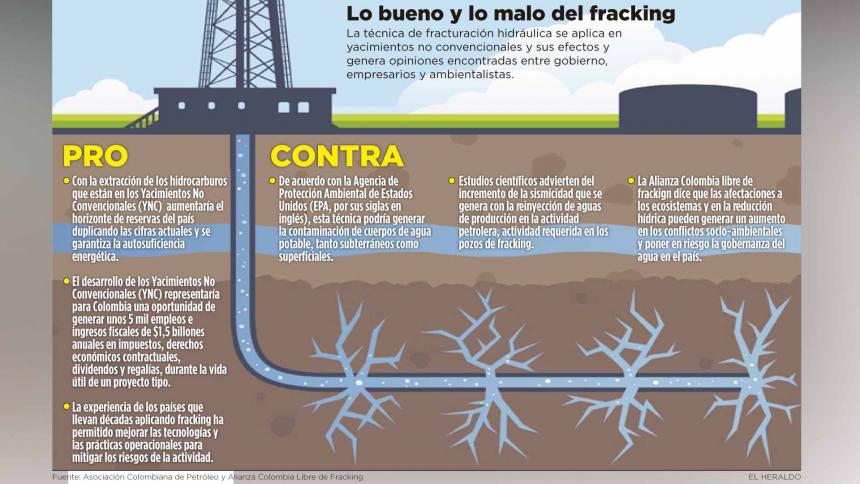 Lo bueno y lo malo del fracking
La técnica de fracturación hidráulica se aplica en
yacimientos no convencionales y sus efectos y
genera opiniones encontradas entre gobierno,
empresarios y ambientalistas.
PRO
• Con la extracción de los hidrocarburos
que están en los Yacimientos No
Convencionales (YNC) aumentaría el
horizonte de reservas del país
duplicando las cifras actuales y se
garantiza la autosuficiencia
energética.
• El desarrollo de los Yacimientos No
Convencionales (YNC) representaría
para Colombia una oportunidad de
generar unos 5 mil empleos e
ingresos fiscales de $1,5 billones
anuales en impuestos, derechos
económicos contractuales,
dividendos y regalías, durante la vida
útil de un proyecto tipo.
• La experiencia de los países que
llevan décadas aplicando fracking ha
permitido mejorar las tecnologías y
las prácticas operacionales para
mitigar los riesgos de la actividad.
CONTRA
• De acuerdo con la Agencia de
Protección Ambiental de Estados
Unidos (EPA, por sus siglas en
inglés), esta técnica podría generar
la contaminación de cuerpos de agua
potable, tanto subterráneos como
superficiales.
• Estudios científicos advierten del
incremento de la sismicidad que se
genera con la reinyección de aguas
de producción en la actividad
petrolera, actividad requerida en los
pozos de fracking.
• La Alianza Colombia libre de
frackign dice que las afectaciones a
los ecosistemas y en la reducción
hídrica pueden generar un aumento
en los conflictos socio-ambientales
y poner en riesgo la gobernanza del
agua en el país.
Fuente: Asociación Colombiana de Petróleo y Alianza Colombia Libre de Fracking
EL HERALDO